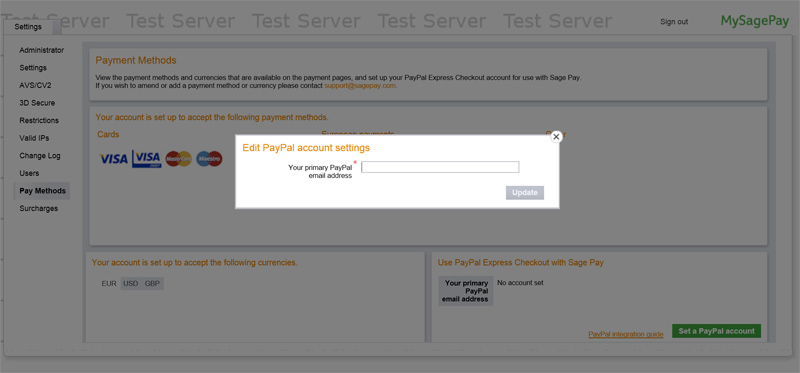 Test Server Test Server Test Server Test Server
Settings
Sign out
MySagePay
Administrator
Settings
AVS/CV2
3D Secure
Restrictions
Valid IPs
Change Log
Users
Pay Methods
Surcharges
Payment Methods
View the payment methods and currencies that are available on the payment pages, and set up your PayPal Express Checkout account for use with Sage Pay.
If you wish to amend or add a payment method or currency please contact support@sagepay.com.
Your account is set up to accept the following payment methods.
Cards
VISA VISA MasterCard Maestro
Edit PayPal account settings
Your primary PayPal *
email address
Update
Your account is set up to accept the following currencies.
EUR USD GBP
Use PayPal Express Checkout with Sage Pay
Your primary No account set
PayPal
email address
PayPal integration guide Set a PayPal account